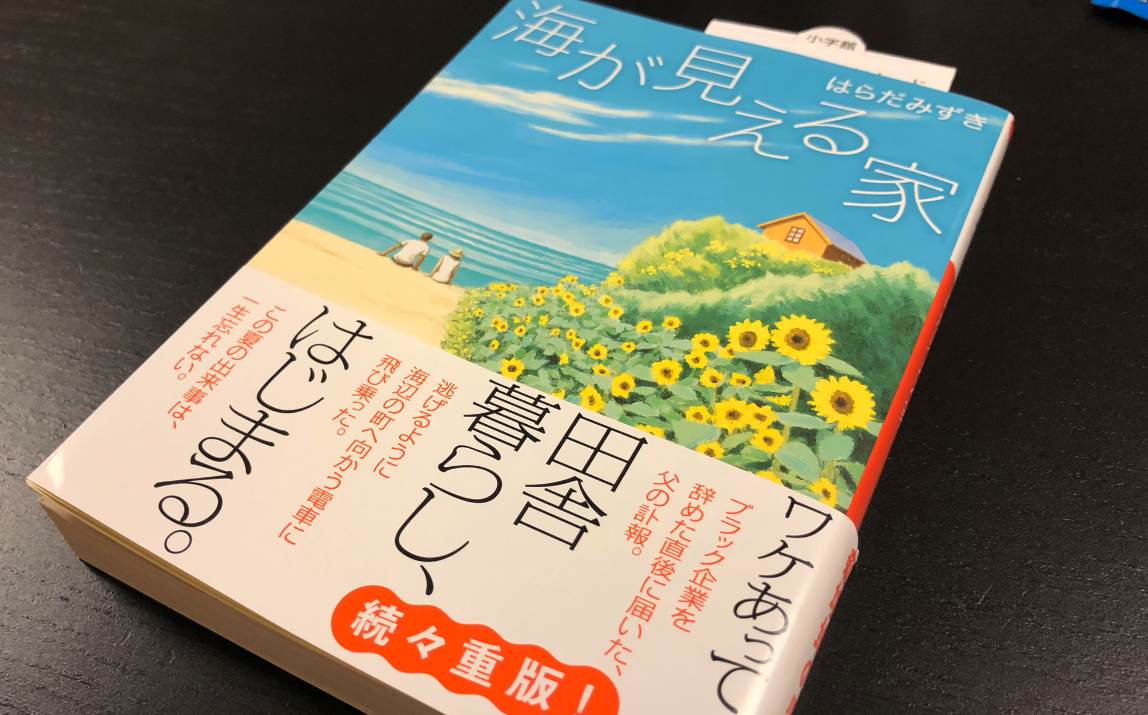 小学館
海が見える家
はらだみずき
ワケあって
ブラック企業を
辞めた直後に届いた、
父の訃報。
田舎
暮らし、
逃げるように
海辺の町へ向かう電車に
飛び乗った。
はじまる。
この夏の出来事は、
一生忘れない。
続々重版!